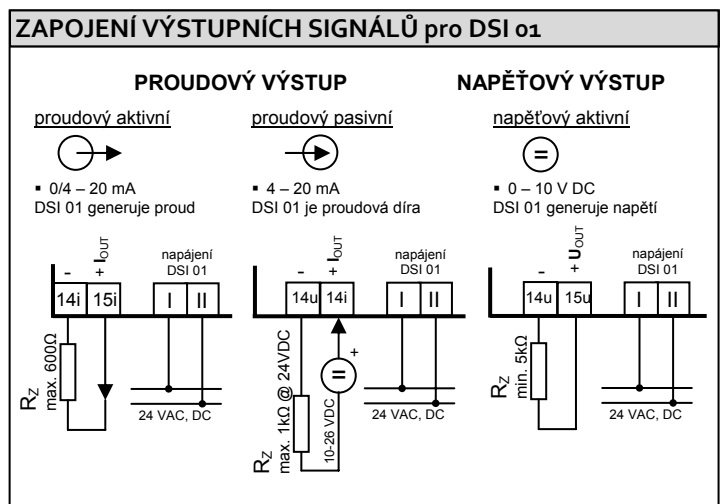 ZAPOJENÍ VÝSTUPNÍCH SIGNÁLŮ pro DSI 01
PROUDOVÝ VÝSTUP
NAPĚŤOVÝ VÝSTUP
proudový aktivní
▪ 0/4 – 20 mA
DSI 01 generuje proud
proudový pasivní
▪ 4 – 20 mA
DSI 01 je proudová díra
napěťový aktivní
=
▪ 0 – 10 V DC
DSI 01 generuje napětí
- + IOUT
napájení
DSI 01
14i 15i I II
RZ
max. 600Ω
24 VAC, DC
- + IOUT
napájení
DSI 01
14u 14i I II
+
=
RZ
max. 1kΩ @ 24VDC
10-26 VDC
24 VAC, DC
- + UOUT
napájení
DSI 01
14u 15u I II
RZ
min. 5kΩ
24 VAC, DC